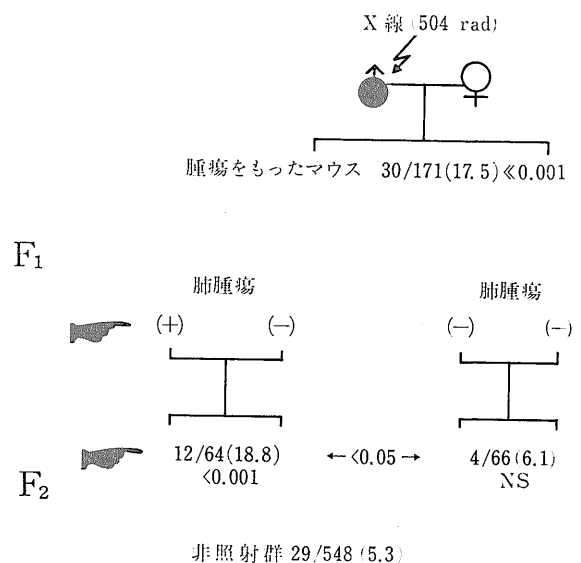 X 線 (504 rad)
腫瘍をもったマウス 30/171(17.5)≪0.001
F₁
肺腫瘍 肺腫瘍
(+) (−) (−) (−)
12/64(18.8) ←<0.05→ 4/66(6.1)
<0.001 NS
F₂
非照射群 29/548 (5.3)